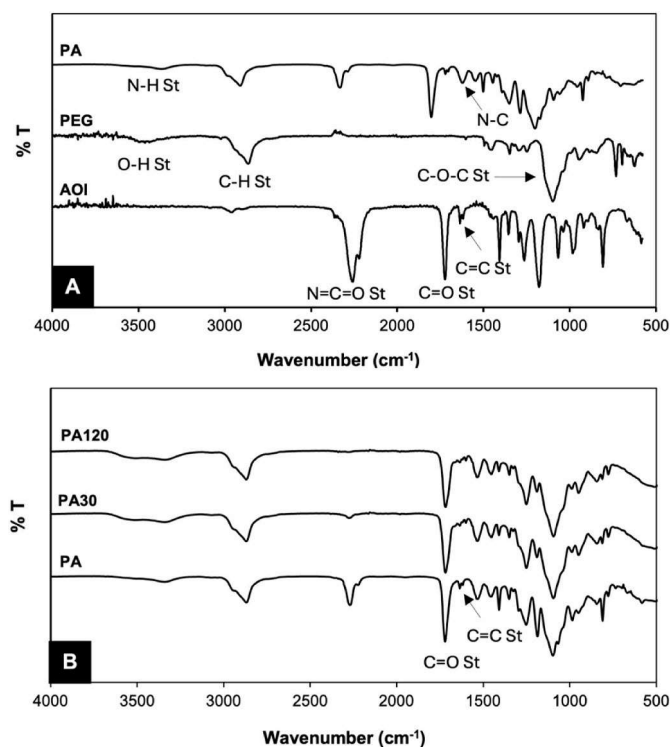 PA
N-H St
N-C
PEG
O-H St
C-H St
C-O-C St
AOI
C=C St
A
N=C=O St
C=O St
% T
4000 3500 3000 2500 2000 1500 1000 500
Wavenumber (cm⁻¹)
PA120
PA30
PA
% T
C=C St
B
C=O St
4000 3500 3000 2500 2000 1500 1000 500
Wavenumber (cm⁻¹)